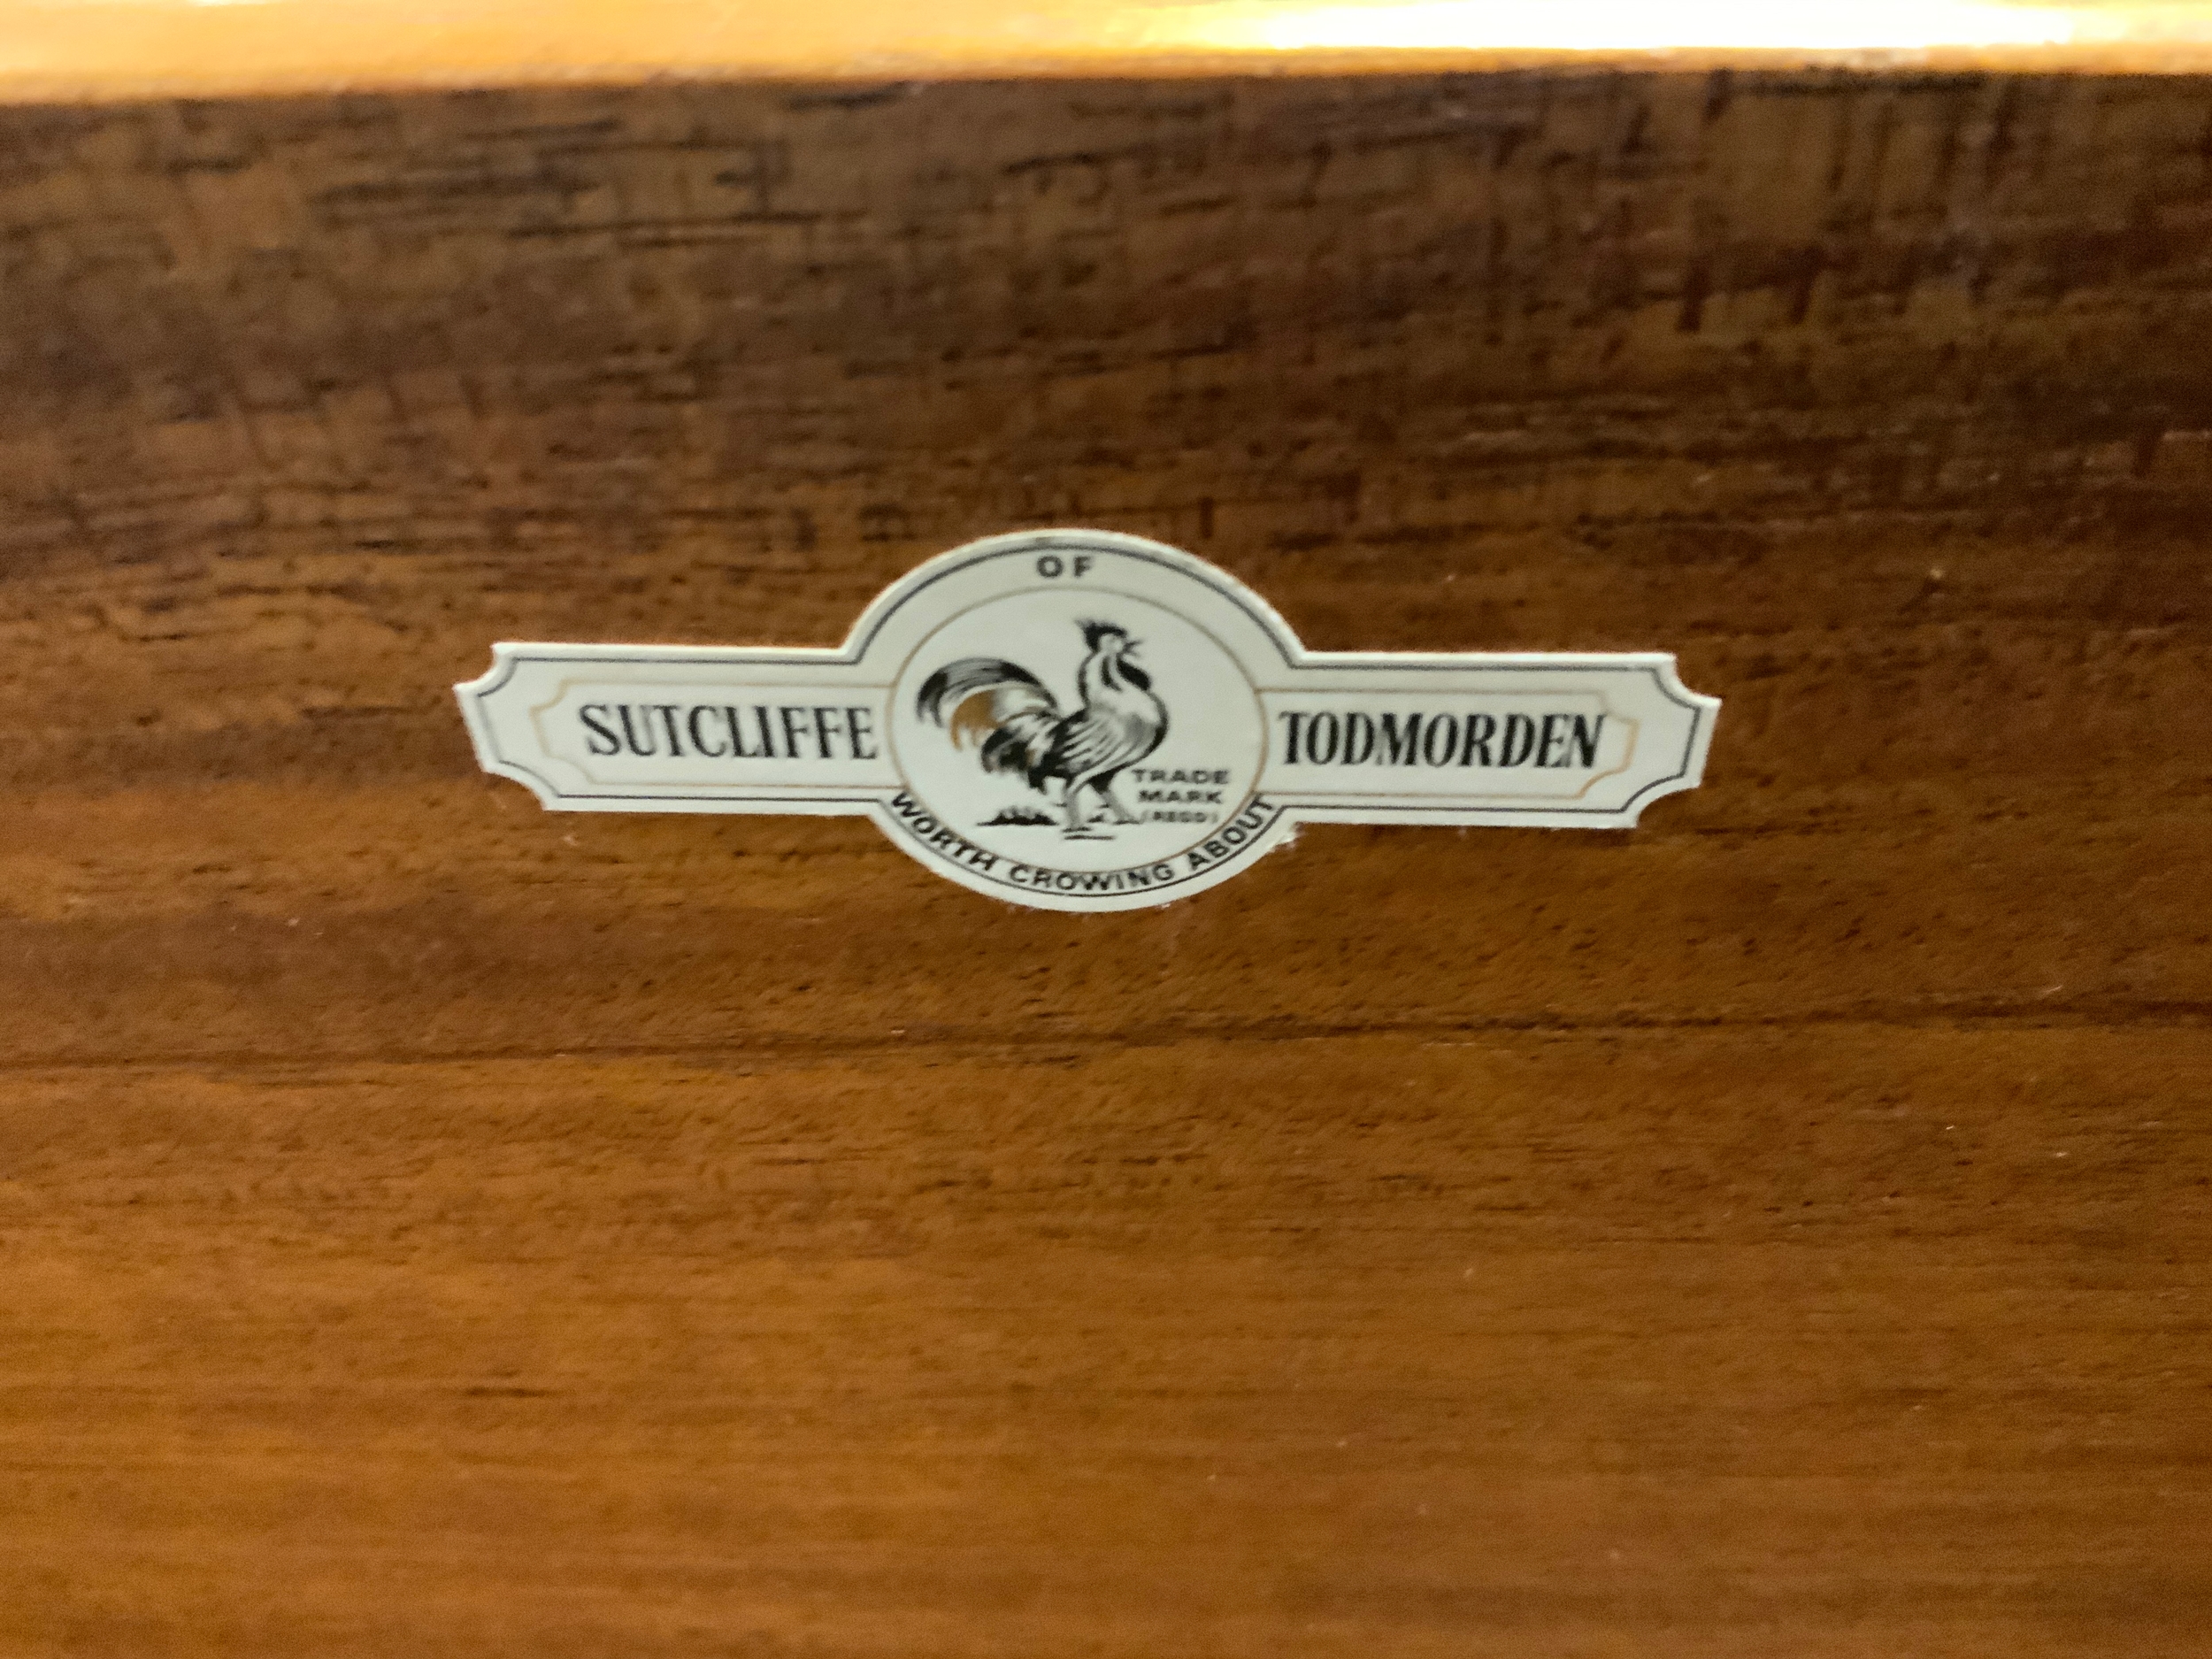 SUTCLIFFE
OF
TODMORDEN
TRADE
MARK
(REGD)
WORTH CROWING ABOUT